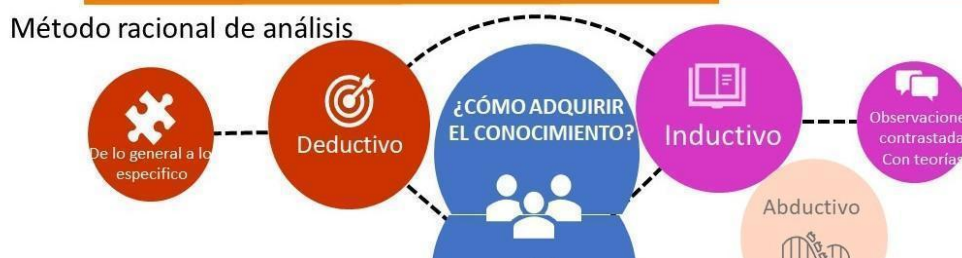 Método racional de análisis
De lo general a lo
especifico
Deductivo
¿CÓMO ADQUIRIR
EL CONOCIMIENTO?
Inductivo
Observacione
contrastada
Con teorías
Abductivo